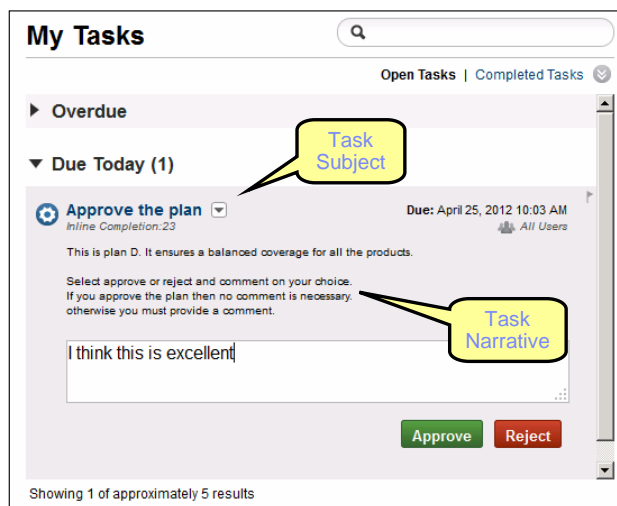 My Tasks
Open Tasks | Completed Tasks
Overdue
Task
Subject
Due Today (1)
Approve the plan
Due: April 25, 2012 10:03 AM
Inline Completion:23
All Users
This is plan D. It ensures a balanced coverage for all the products.
Select approve or reject and comment on your choice.
If you approve the plan then no comment is necessary.
otherwise you must provide a comment.
Task
Narrative
I think this is excellent
Approve
Reject
Showing 1 of approximately 5 results